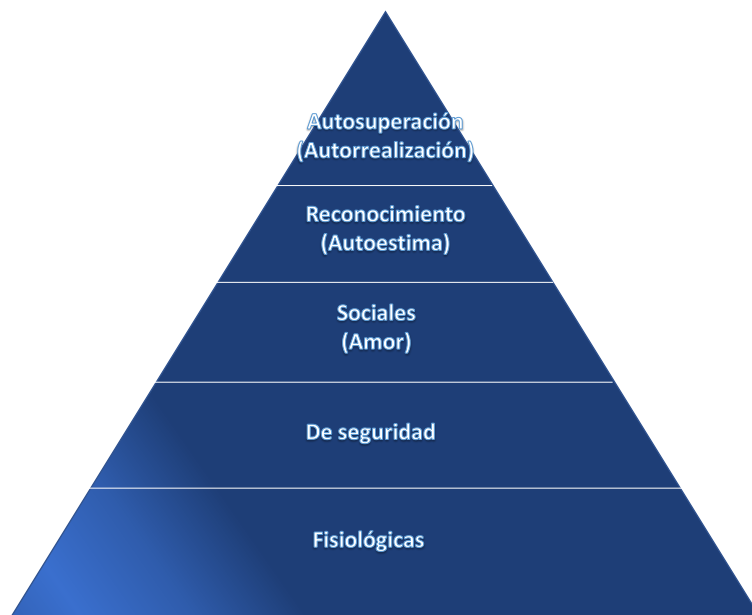 Autosuperación
(Autorrealización)
Reconocimiento
(Autoestima)
Sociales
(Amor)
De seguridad
Fisiológicas